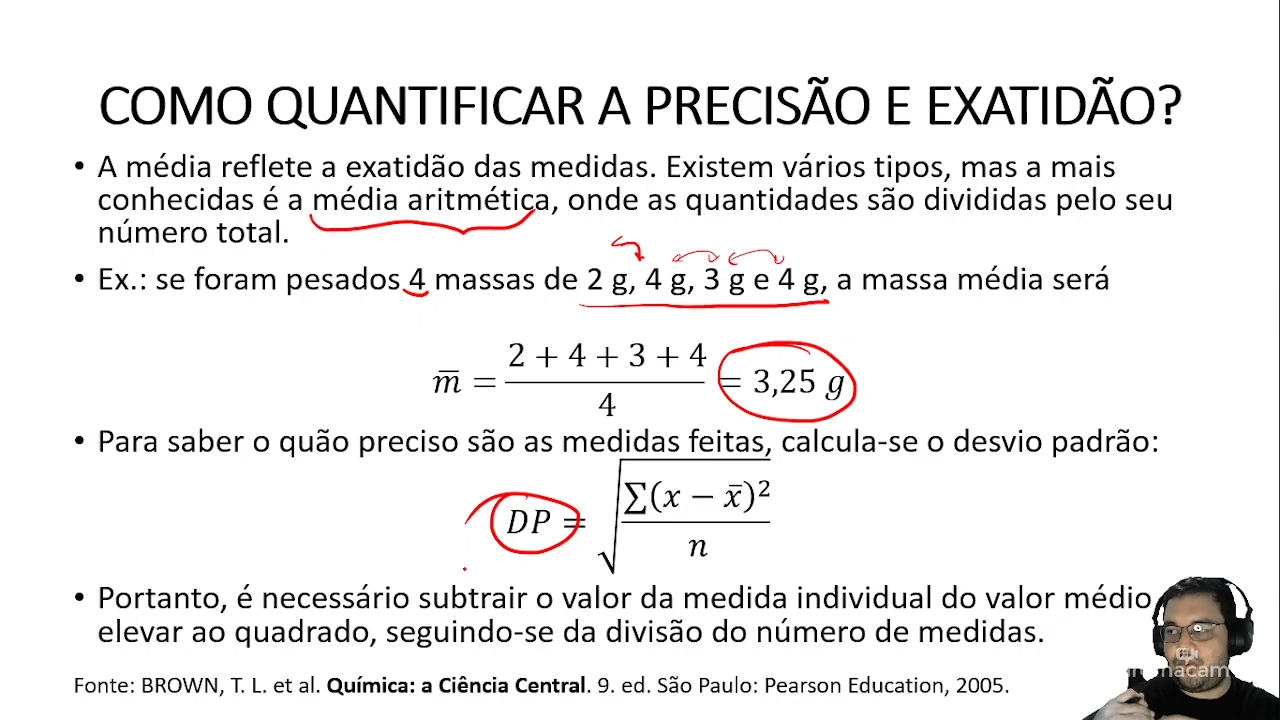 COMO QUANTIFICAR A PRECISÃO E EXATIDÃO?
• A média reflete a exatidão das medidas. Existem vários tipos, mas a mais
conhecidas é a média aritmética, onde as quantidades são divididas pelo seu
número total.
• Ex.: se foram pesados 4 massas de 2 g, 4 g, 3 g e 4 g, a massa média será
m̅ = (2 + 4 + 3 + 4)/4 = 3,25 g
• Para saber o quão preciso são as medidas feitas, calcula-se o desvio padrão:
DP = √(∑(x − x̅)²/n)
• Portanto, é necessário subtrair o valor da medida individual do valor médio
elevar ao quadrado, seguindo-se da divisão do número de medidas.
Fonte: BROWN, T. L. et al. Química: a Ciência Central. 9. ed. São Paulo: Pearson Education, 2005.